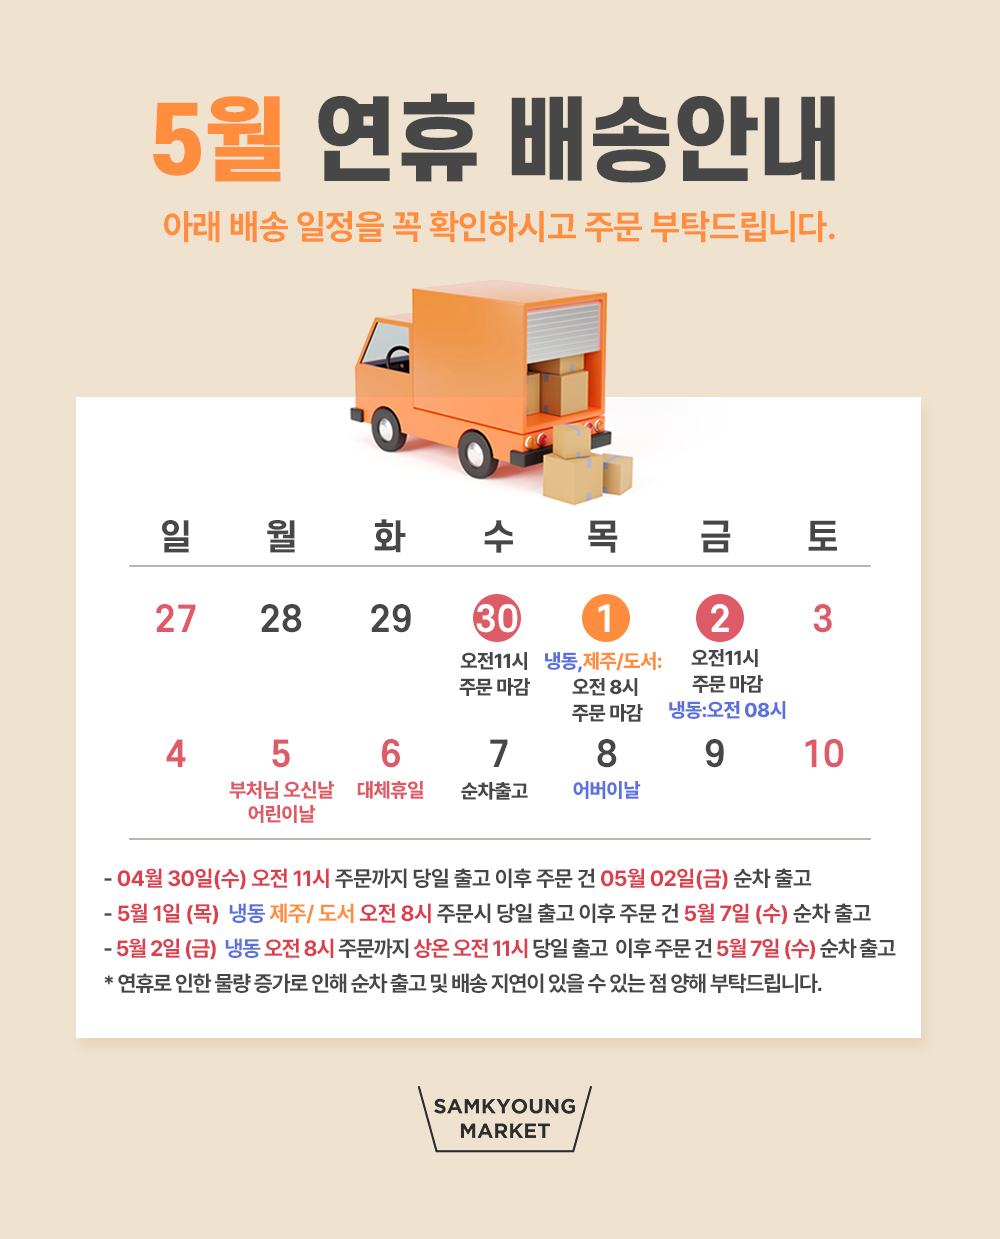 5월 연휴 배송안내
아래 배송 일정을 꼭 확인하시고 주문 부탁드립니다.
일 월 화 수 목 금 토
27 28 29 30 1 2 3
오전11시
주문 마감
냉동,제주/도서:
오전 8시
주문 마감
오전11시
주문 마감
냉동:오전 08시
4 5 6 7 8 9 10
부처님 오신날
어린이날
대체휴일
순차출고
어버이날
- 04월 30일(수) 오전 11시 주문까지 당일 출고 이후 주문 건 05월 02일(금) 순차 출고
- 5월 1일 (목) 냉동 제주/ 도서 오전 8시 주문시 당일 출고 이후 주문 건 5월 7일 (수) 순차 출고
- 5월 2일 (금) 냉동 오전 8시 주문까지 상온 오전 11시 당일 출고 이후 주문 건 5월 7일 (수) 순차 출고
* 연휴로 인한 물량 증가로 인해 순차 출고 및 배송 지연이 있을 수 있는 점 양해 부탁드립니다.
SAMKYOUNG
MARKET